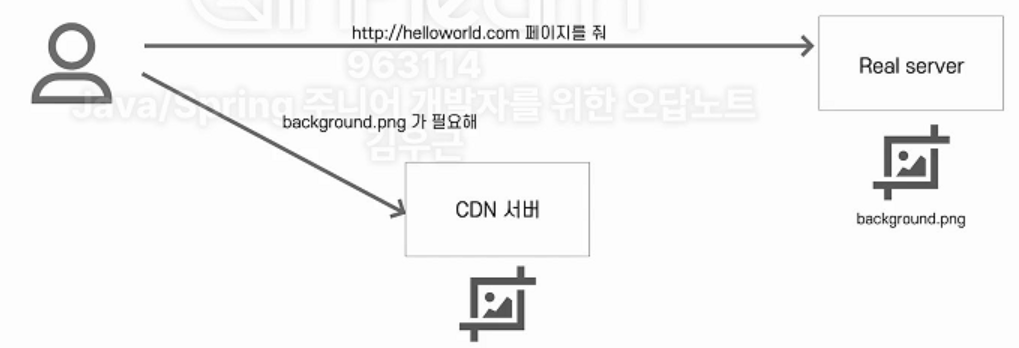 http://helloworld.com 페이지를 줘
Real server
963114
Java/Spring 주니어 개발자를 위한 오답노트
background.png 가 필요해
김우근
CDN 서버
background.png